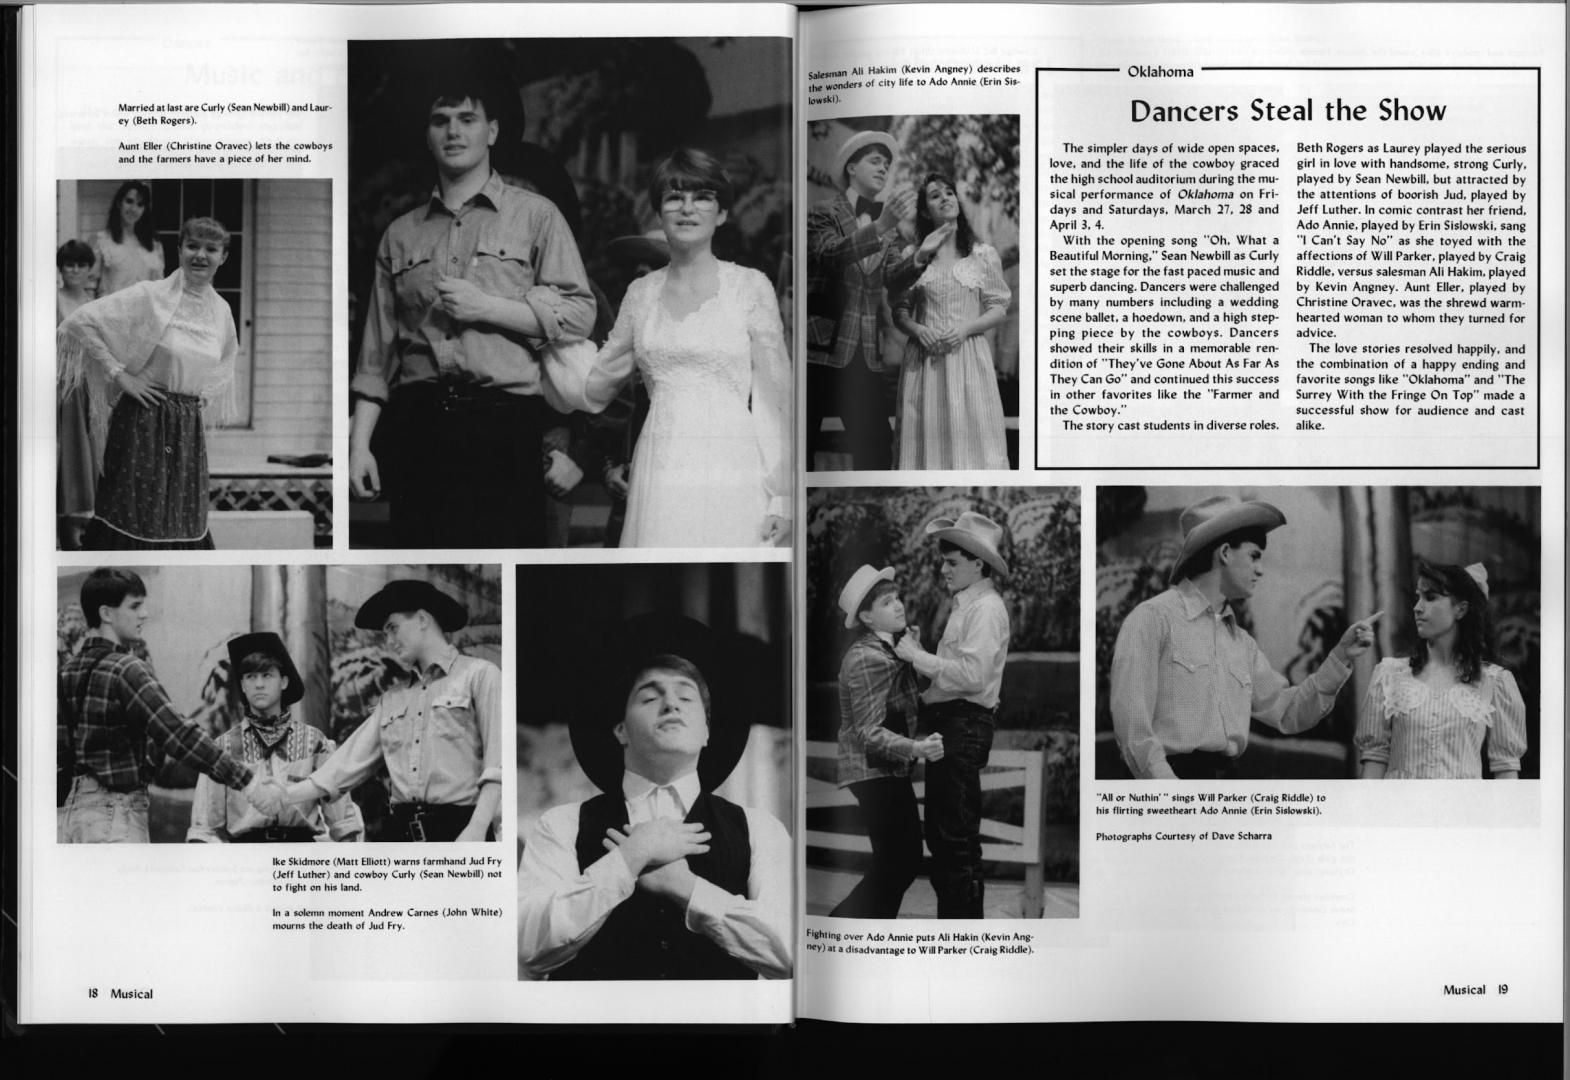 Married at last are Curly (Sean Newbill) and Laur-
ey (Beth Rogers).
Aunt Eller (Christine Oravec) lets the cowboys
and the farmers have a piece of her mind.
Ike Skidmore (Matt Elliott) warns farmhand Jud Fry
(Jeff Luther) and cowboy Curly (Sean Newbill) not
to fight on his land.
In a solemn moment Andrew Carnes (John White)
mourns the death of Jud Fry.
18 Musical
Salesman Ali Hakim (Kevin Angney) describes
the wonders of city life to Ado Annie (Erin Sis-
lowski).
Oklahoma
Dancers Steal the Show
The simpler days of wide open spaces,
love, and the life of the cowboy graced
the high school auditorium during the mu-
sical performance of Oklahoma on Fri-
days and Saturdays, March 27, 28 and
April 3, 4.
With the opening song "Oh, What a
Beautiful Morning," Sean Newbill as Curly
set the stage for the fast paced music and
superb dancing. Dancers were challenged
by many numbers including a wedding
scene ballet, a hoedown, and a high step-
ping piece by the cowboys. Dancers
showed their skills in a memorable ren-
dition of "They've Gone About As Far As
They Can Go" and continued this success
in other favorites like the "Farmer and
the Cowboy."
The story cast students in diverse roles.
Beth Rogers as Laurey played the serious
girl in love with handsome, strong Curly,
played by Sean Newbill, but attracted by
the attentions of boorish Jud, played by
Jeff Luther. In comic contrast her friend,
Ado Annie, played by Erin Sislowski, sang
"I Can't Say No" as she toyed with the
affections of Will Parker, played by Craig
Riddle, versus salesman Ali Hakim, played
by Kevin Angney. Aunt Eller, played by
Christine Oravec, was the shrewd warm-
hearted woman to whom they turned for
advice.
The love stories resolved happily, and
the combination of a happy ending and
favorite songs like "Oklahoma" and "The
Surrey With the Fringe On Top" made a
successful show for audience and cast
alike.
"All or Nuthin' " sings Will Parker (Craig Riddle) to
his flirting sweetheart Ado Annie (Erin Sislowski).
Photographs Courtesy of Dave Scharra
Fighting over Ado Annie puts Ali Hakin (Kevin Ang-
ney) at a disadvantage to Will Parker (Craig Riddle).
Musical 19